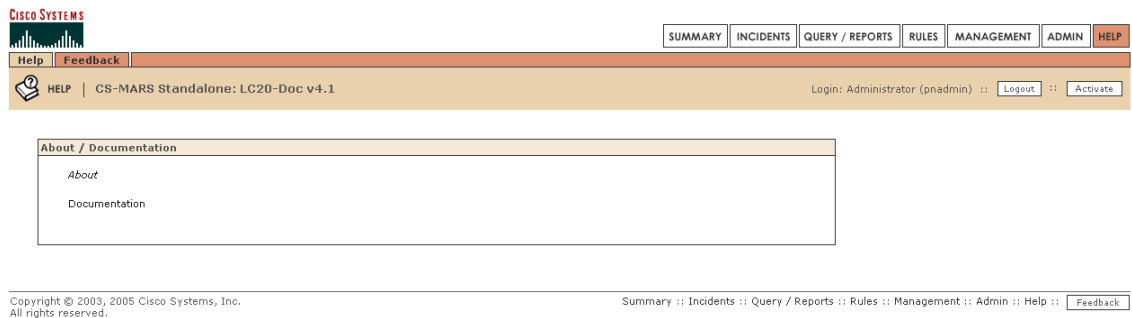 CISCO SYSTEMS
SUMMARY INCIDENTS QUERY / REPORTS RULES MANAGEMENT ADMIN HELP
Help Feedback
HELP | CS-MARS Standalone: LC20-Doc v4.1 Login: Administrator (pnadmin) :: Logout :: Activate
About / Documentation
About
Documentation
Copyright © 2003, 2005 Cisco Systems, Inc. Summary :: Incidents :: Query / Reports :: Rules :: Management :: Admin :: Help :: Feedback
All rights reserved.